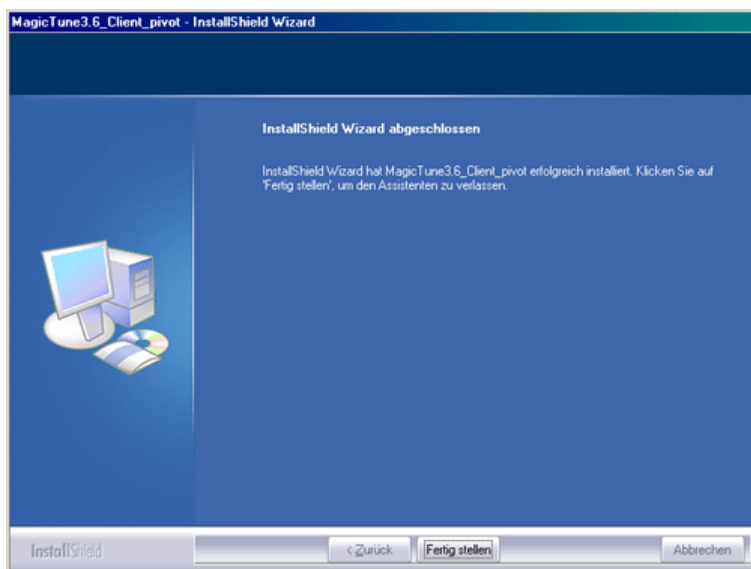 MagicTune3.6_Client_pivot - InstallShield Wizard
InstallShield Wizard abgeschlossen
InstallShield Wizard hat MagicTune3.6_Client_pivot erfolgreich installiert. Klicken Sie auf
'Fertig stellen', um den Assistenten zu verlassen.
InstallShield
< Zurück
Fertig stellen
Abbrechen